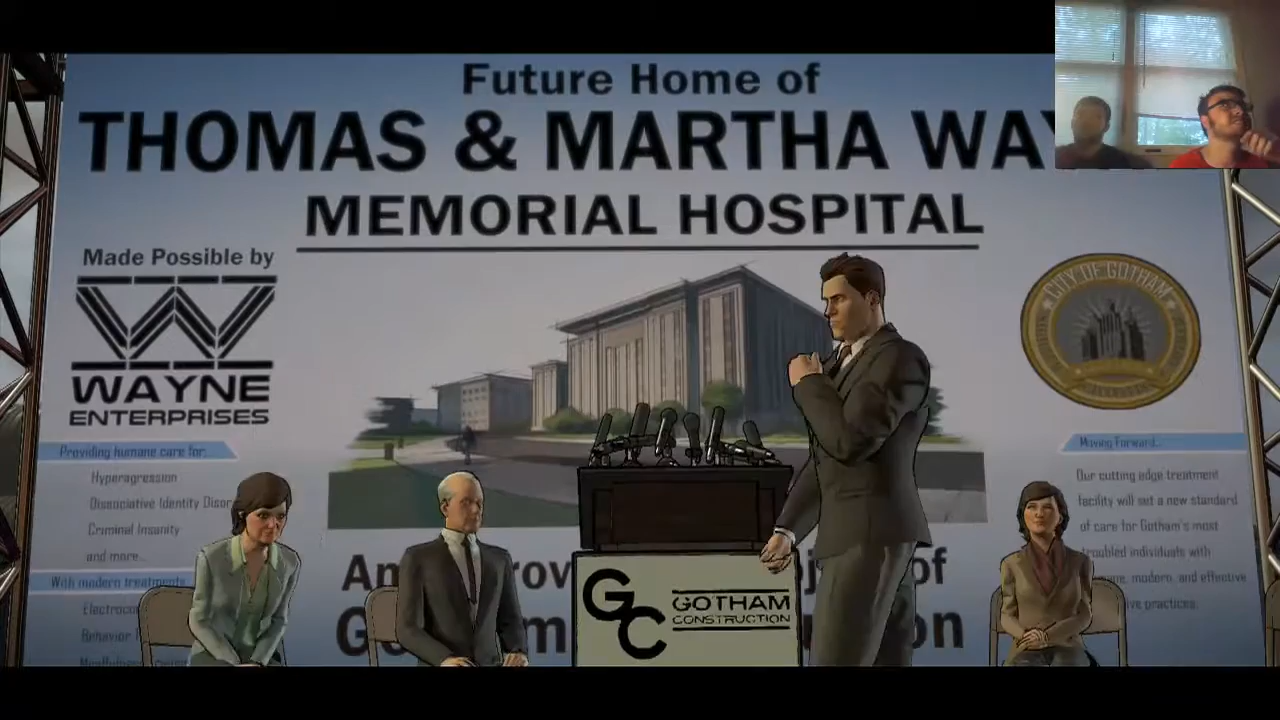 Future Home of
THOMAS & MARTHA WAY
MEMORIAL HOSPITAL
Made Possible by
WAYNE
ENTERPRISES
CITY OF GOTHAM
Providing humane care for...
Hyperagression
Dissociative Identity Disor
Criminal Insanity
and more...
With modern treatments
Electrocon
Behavior
Moving Forward...
Our cutting edge treatment
facility will set a new standard
of care for Gotham's most
troubled individuals with
modern, and effective
practices.
of
GC GOTHAM
CONSTRUCTION